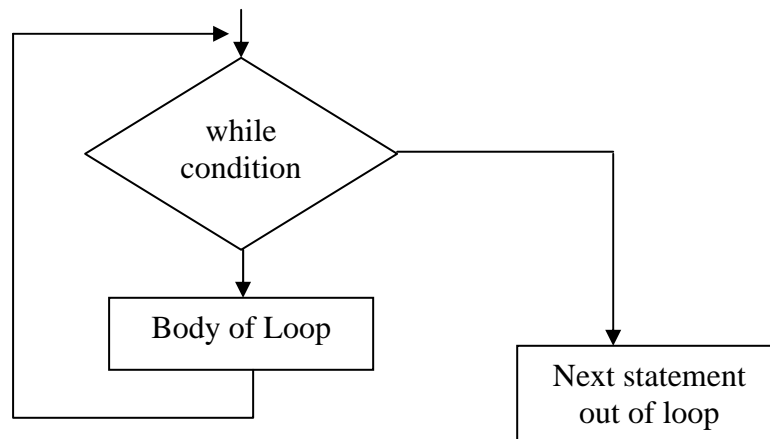 while
condition
Body of Loop
Next statement
out of loop